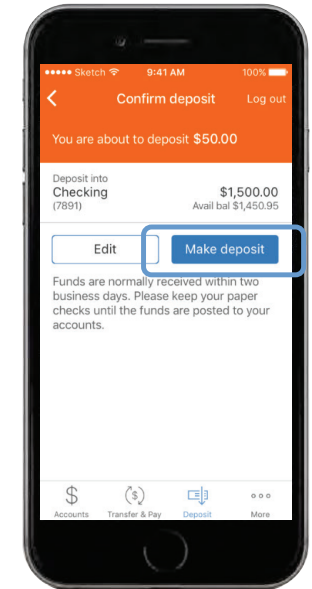 Sketch 9:41 AM 100%
Confirm deposit Log out
You are about to deposit $50.00
Deposit into
Checking $1,500.00
(7891) Avail bal $1,450.95
Edit Make deposit
Funds are normally received within two
business days. Please keep your paper
checks until the funds are posted to your
accounts.
$ ($)
Accounts Transfer & Pay Deposit More